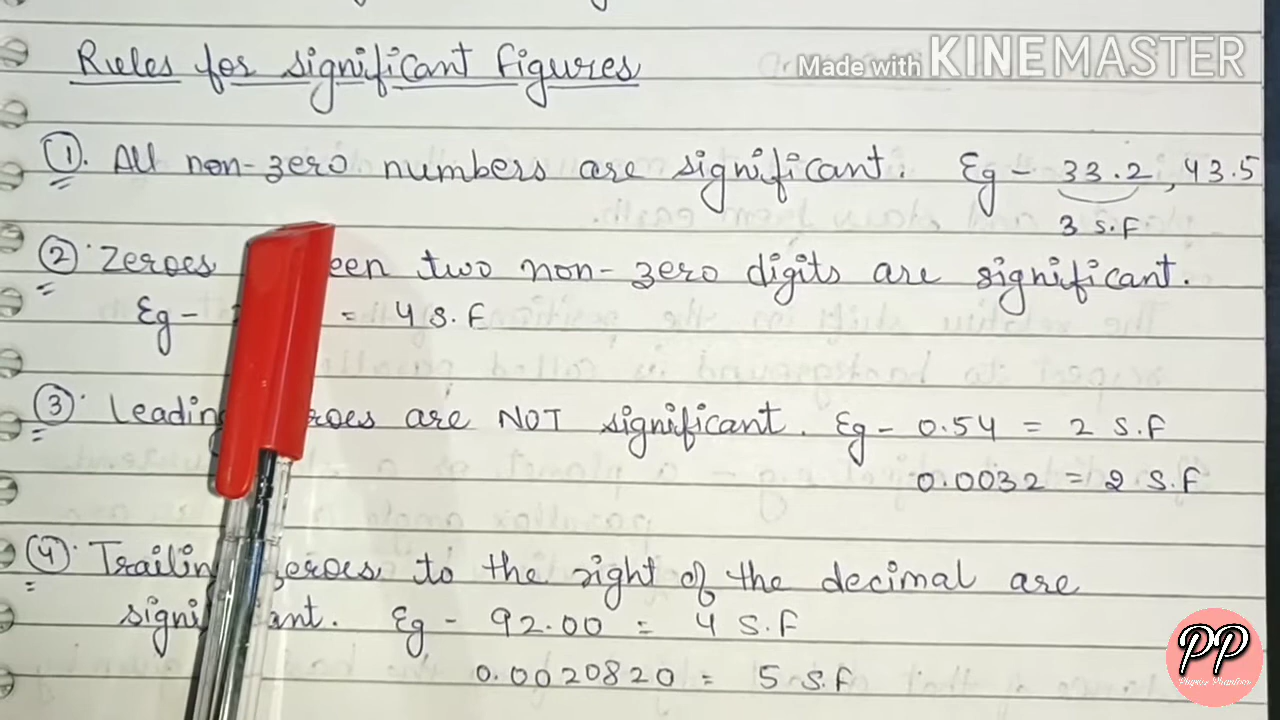 Made with KINEMASTER
Rules for significant figures
①. All non-zero numbers are significant. Eg - 33.2, 43.5
3 S.F
② Zeroes een two non-zero digits are significant.
Eg - = 4 S.F
③ Leading roes are NOT significant. Eg - 0.54 = 2 S.F
0.0032 = 2 S.F
④ Trailin zeroes to the right of the decimal are
signi ant. Eg - 92.00 = 4 S.F
0.0020820 = 5 S.F
PP